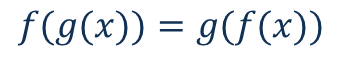 f(g(x)) = g(f(x))